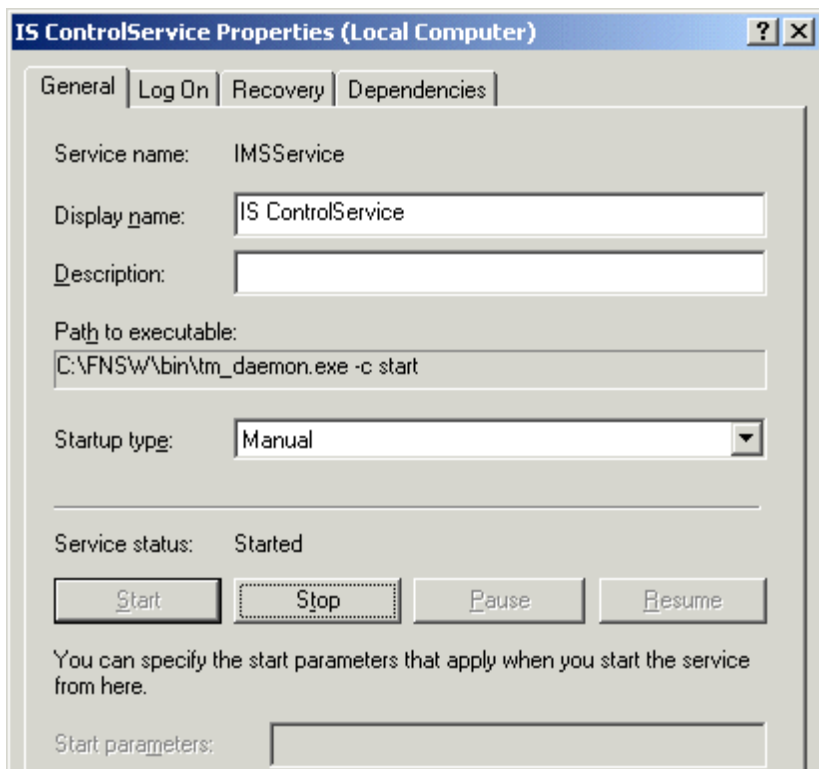 IS ControlService Properties (Local Computer)
General Log On Recovery Dependencies
Service name: IMSService
Display name: IS ControlService
Description:
Path to executable:
C:\FNSW\bin\tm_daemon.exe -c start
Startup type: Manual
Service status: Started
Start Stop Pause Resume
You can specify the start parameters that apply when you start the service
from here.
Start parameters: